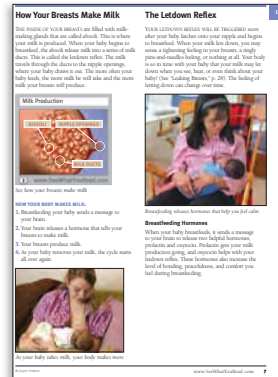 How Your Breasts Make Milk
THE INSIDE OF YOUR BREASTS are filled with milk-
making glands that are called alveoli. This is where
your milk is produced. When your baby begins to
breastfeed, the alveoli release milk into a series of milk
ducts. This is called the letdown reflex. The milk
travels through the ducts to the nipple openings,
where your baby draws it out. The more often your
baby feeds, the more milk he will take and the more
milk your breasts will produce.
Milk Production
ALVEOLI
NIPPLE OPENINGS
MILK DUCTS
www.SeeWhatYouRead.com
See how your breasts make milk
HOW YOUR BODY MAKES MILK:
1. Breastfeeding your baby sends a message to
your brain.
2. Your brain releases a hormone that tells your
breasts to make milk.
3. Your breasts produce milk.
4. As your baby removes your milk, the cycle starts
all over again.
As your baby takes milk, your body makes more
The Letdown Reflex
YOUR LETDOWN REFLEX WILL BE TRIGGERED soon
after your baby latches onto your nipple and begins
to breastfeed. When your milk lets down, you may
sense a tightening feeling in your breasts, a tingly
pins-and-needles feeling, or nothing at all. Your body
is so in tune with your baby that your milk may let
down when you see, hear, or even think about your
baby! (See "Leaking Breasts," p. 28). The feeling of
letting down can change over time.
Breastfeeding releases hormones that help you feel calm
Breastfeeding Hormones
When your baby breastfeeds, it sends a message
to your brain to release two helpful hormones,
prolactin and oxytocin. Prolactin gets your milk
production going, and oxytocin helps with your
letdown reflex. These hormones also increase the
level of bonding, peacefulness, and comfort you
feel during breastfeeding.
www.SeeWhatYouRead.com 7